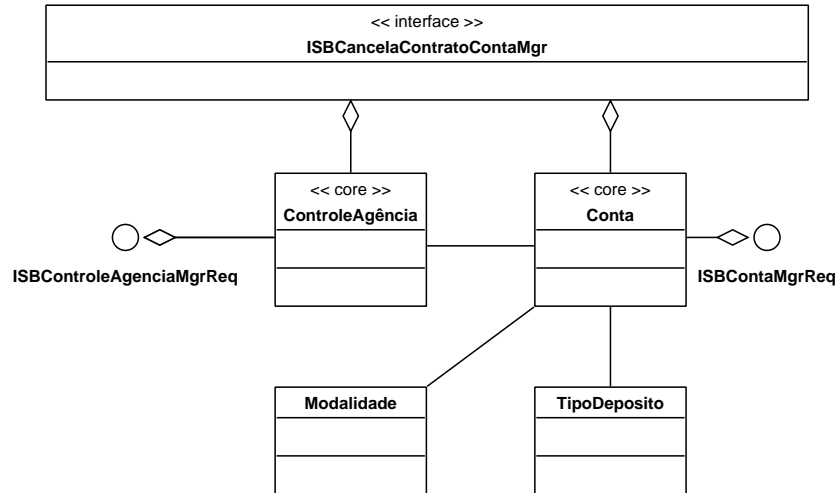 << interface >>
ISBCancelaContratoContaMgr
<< core >>
ControleAgência
<< core >>
Conta
ISBControleAgenciaMgrReq
ISBContaMgrReq
Modalidade
TipoDeposito